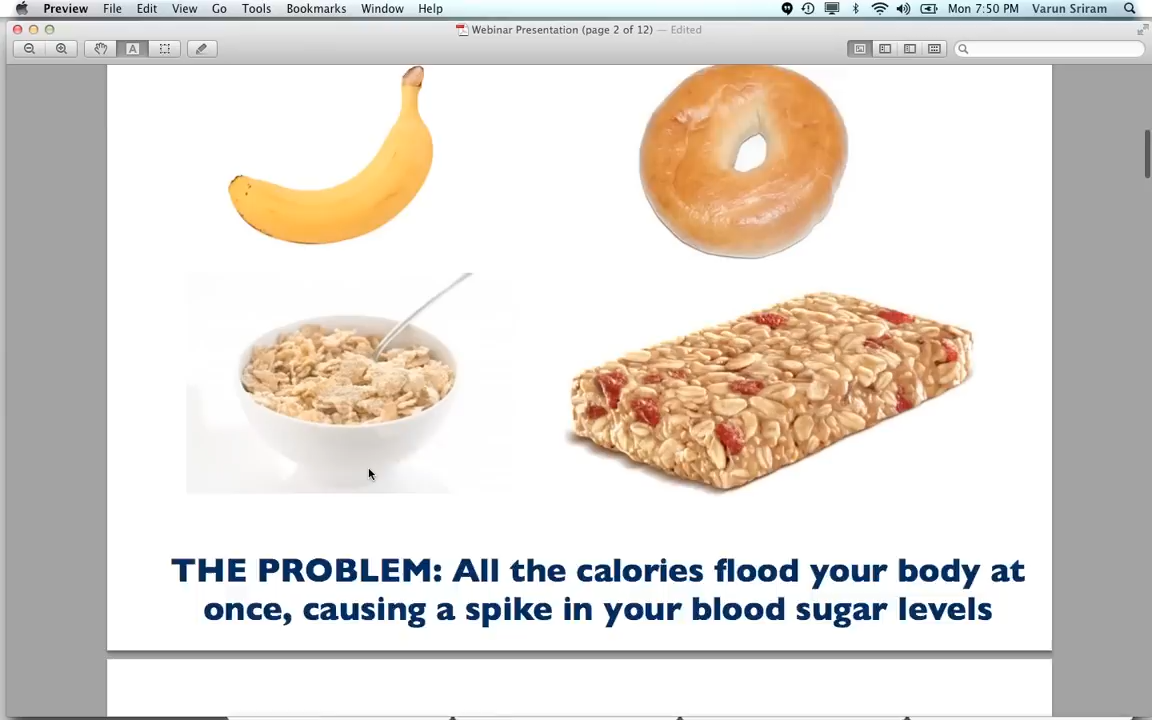 Preview File Edit View Go Tools Bookmarks Window Help Mon 7:50 PM Varun Sriram
Webinar Presentation (page 2 of 12) — Edited
A
THE PROBLEM: All the calories flood your body at
once, causing a spike in your blood sugar levels